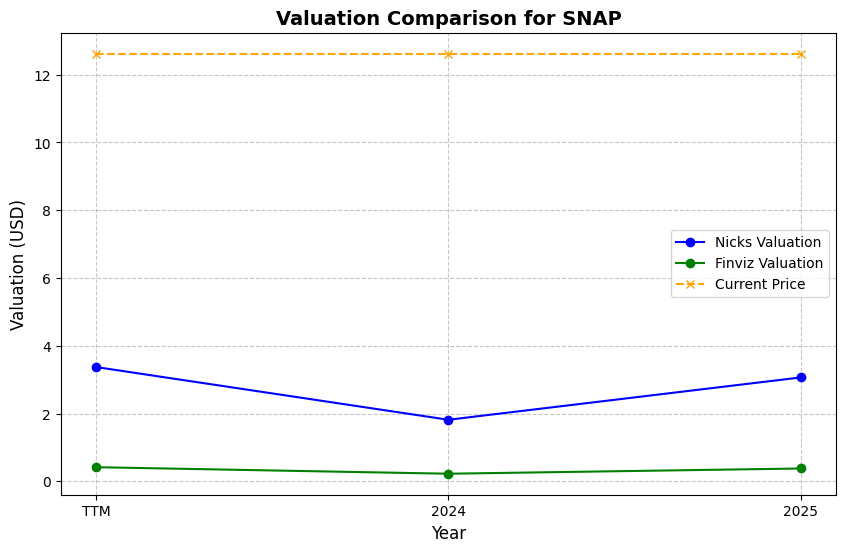 Valuation Comparison for SNAP
Valuation (USD)
12
10
8
6
4
2
0
Nicks Valuation
Finviz Valuation
Current Price
TTM
2024
2025
Year